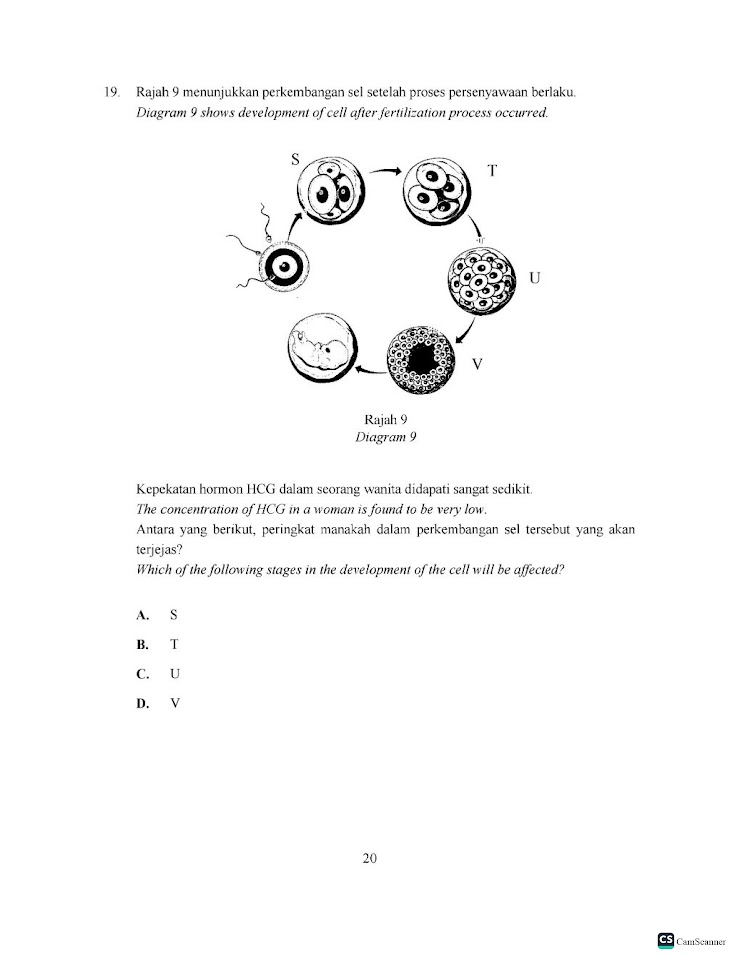 19. Rajah 9 menunjukkan perkembangan sel setelah proses persenyawaan berlaku.
Diagram 9 shows development of cell after fertilization process occurred.
S
T
U
V
Rajah 9
Diagram 9
Kepekatan hormon HCG dalam seorang wanita didapati sangat sedikit.
The concentration of HCG in a woman is found to be very low.
Antara yang berikut, peringkat manakah dalam perkembangan sel tersebut yang akan
terjejas?
Which of the following stages in the development of the cell will be affected?
A. S
B. T
C. U
D. V
20
CS CamScanner